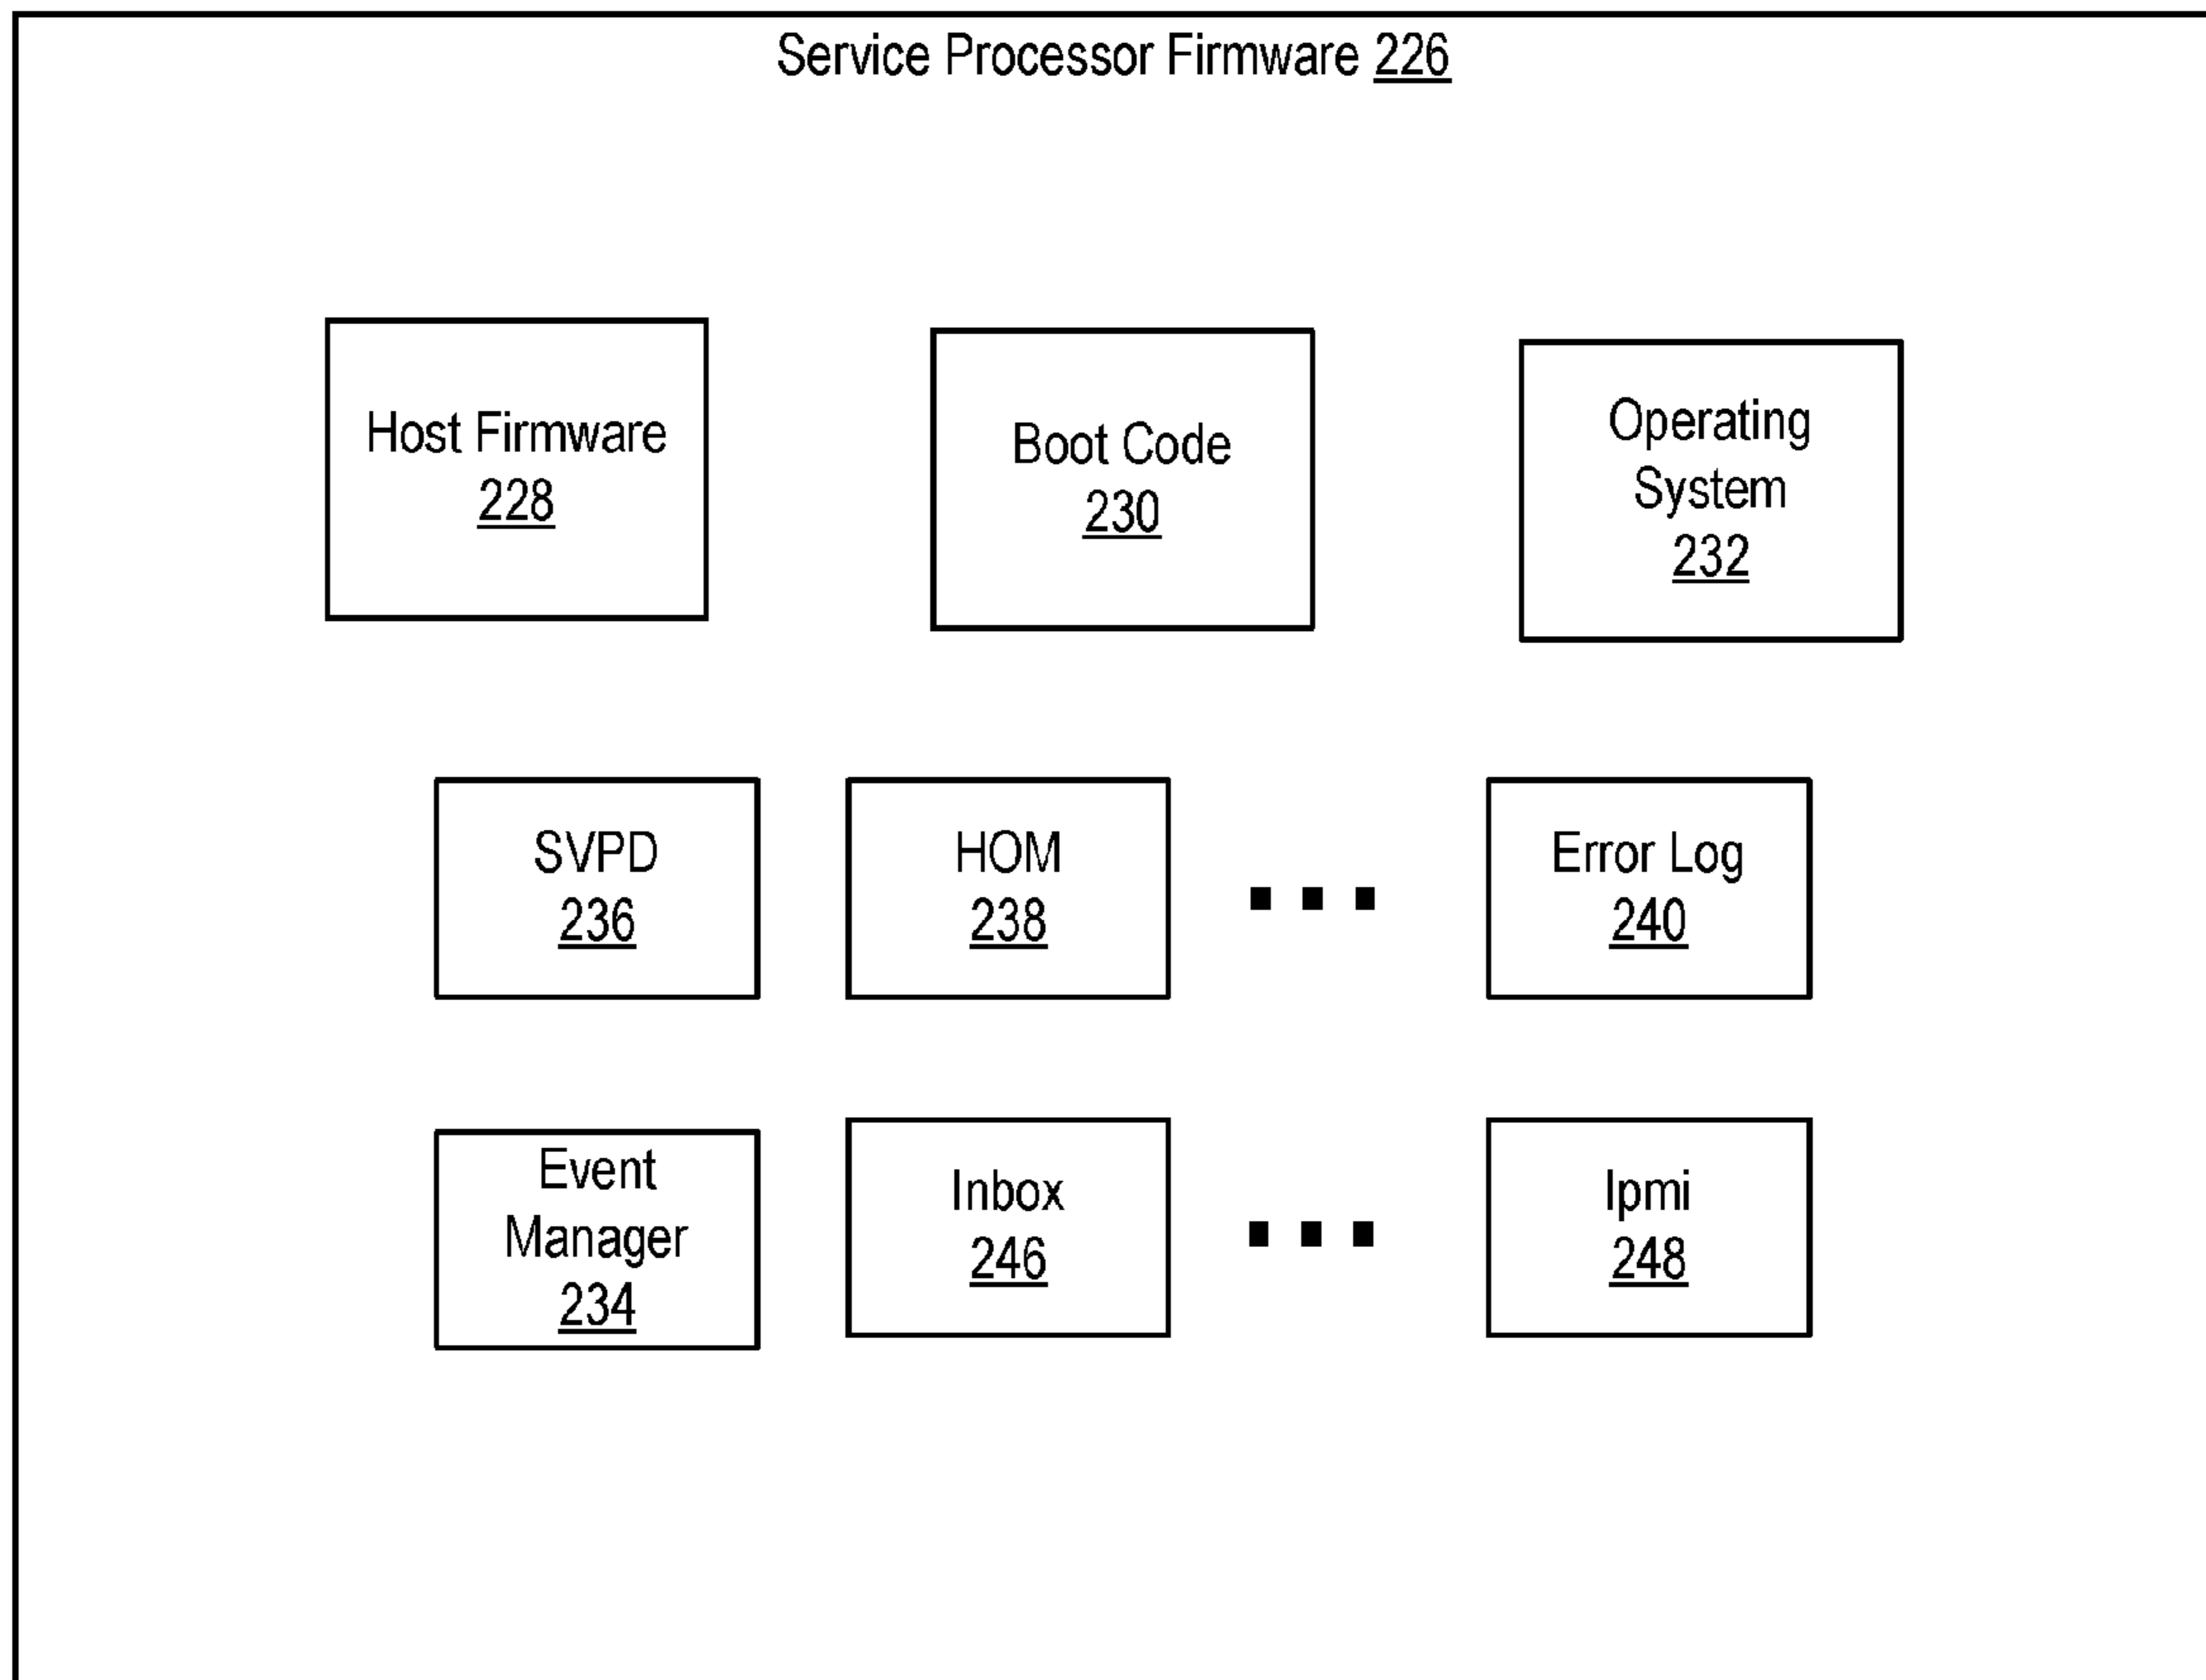 Service Processor Firmware 226
Host Firmware
228
Boot Code
230
Operating
System
232
SVPD
236
HOM
238
Error Log
240
Event
Manager
234
Inbox
246
Ipmi
248